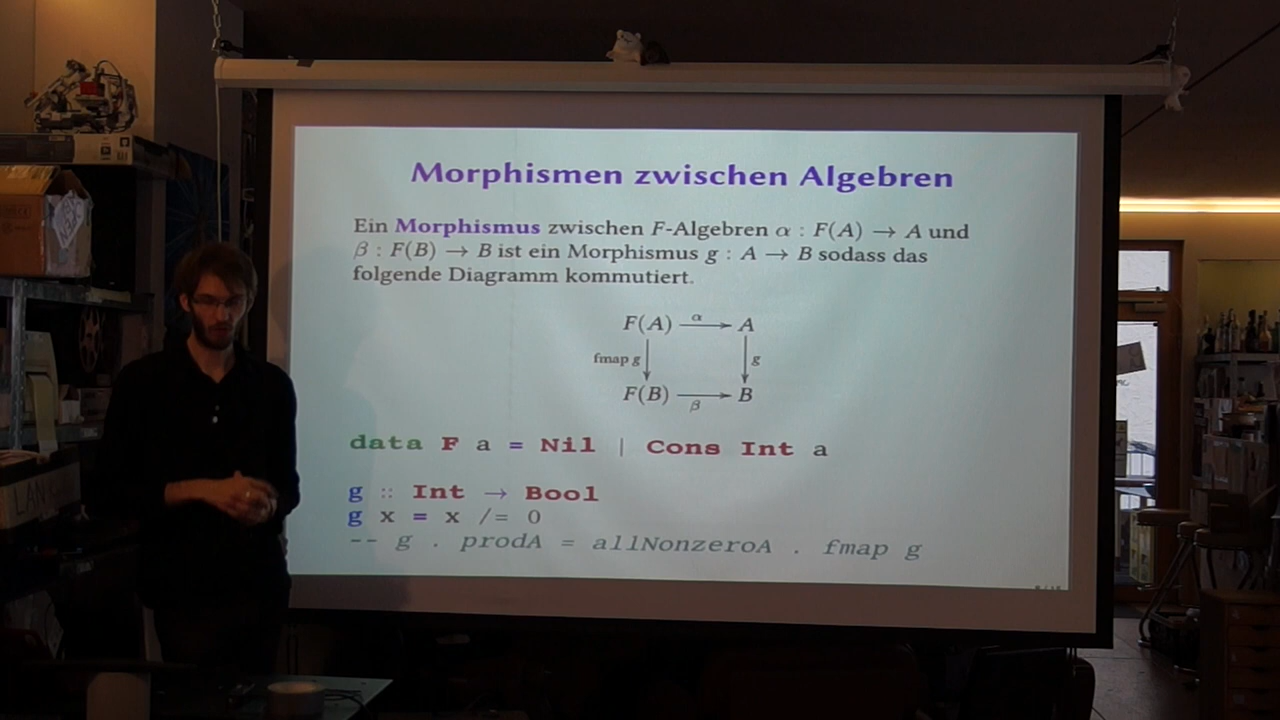 Morphismen zwischen Algebren
Ein Morphismus zwischen F-Algebren α : F(A) → A und
β : F(B) → B ist ein Morphismus g : A → B sodass das
folgende Diagramm kommutiert.
F(A) α A
fmap g g
F(B) β B
data F a = Nil | Cons Int a
g :: Int → Bool
g x = x /= 0
-- g . prodA = allNonzeroA . fmap g